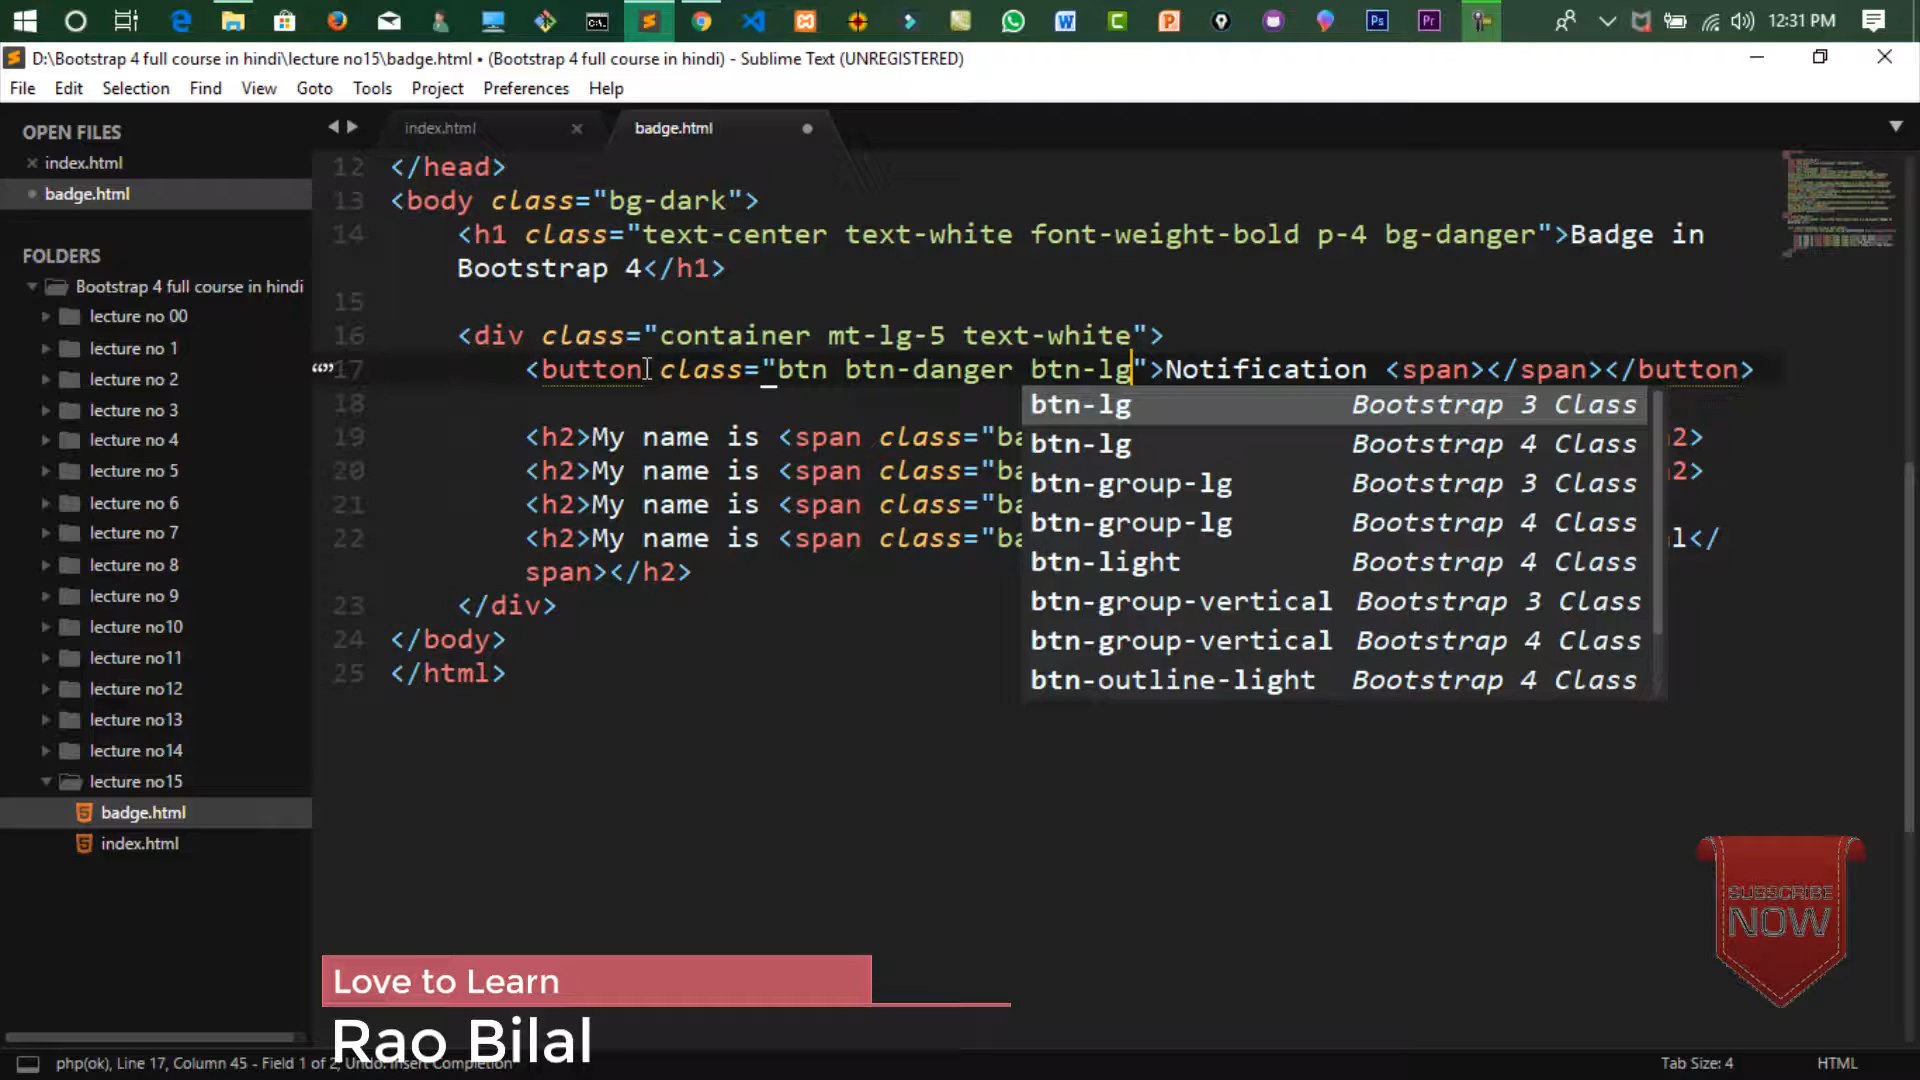 12:31 PM
D:\Bootstrap 4 full course in hindi\lecture no15\badge.html • (Bootstrap 4 full course in hindi) - Sublime Text (UNREGISTERED)
File Edit Selection Find View Goto Tools Project Preferences Help
OPEN FILES
index.html
badge.html
FOLDERS
Bootstrap 4 full course in hindi
lecture no 00
lecture no 1
lecture no 2
lecture no 3
lecture no 4
lecture no 5
lecture no 6
lecture no 7
lecture no 8
lecture no 9
lecture no10
lecture no11
lecture no12
lecture no13
lecture no14
lecture no15
badge.html
index.html
index.html badge.html
12 </head>
13 <body class="bg-dark">
14 <h1 class="text-center text-white font-weight-bold p-4 bg-danger">Badge in
Bootstrap 4</h1>
15
16 <div class="container mt-lg-5 text-white">
17 <button class="btn btn-danger btn-lg">Notification <span></span></button>
18
19 <h2>My name is <span class="ba
20 <h2>My name is <span class="ba
21 <h2>My name is <span class="ba
22 <h2>My name is <span class="ba l</
span></h2>
23 </div>
24 </body>
25 </html>
btn-lg Bootstrap 3 Class
btn-lg Bootstrap 4 Class
btn-group-lg Bootstrap 3 Class
btn-group-lg Bootstrap 4 Class
btn-light Bootstrap 4 Class
btn-group-vertical Bootstrap 3 Class
btn-group-vertical Bootstrap 4 Class
btn-outline-light Bootstrap 4 Class
SUBSCRIBE
NOW
Love to Learn
Rao Bilal
php(ok), Line 17, Column 45 - Field 1 of 2, Undo: Insert Completion
Tab Size: 4
HTML